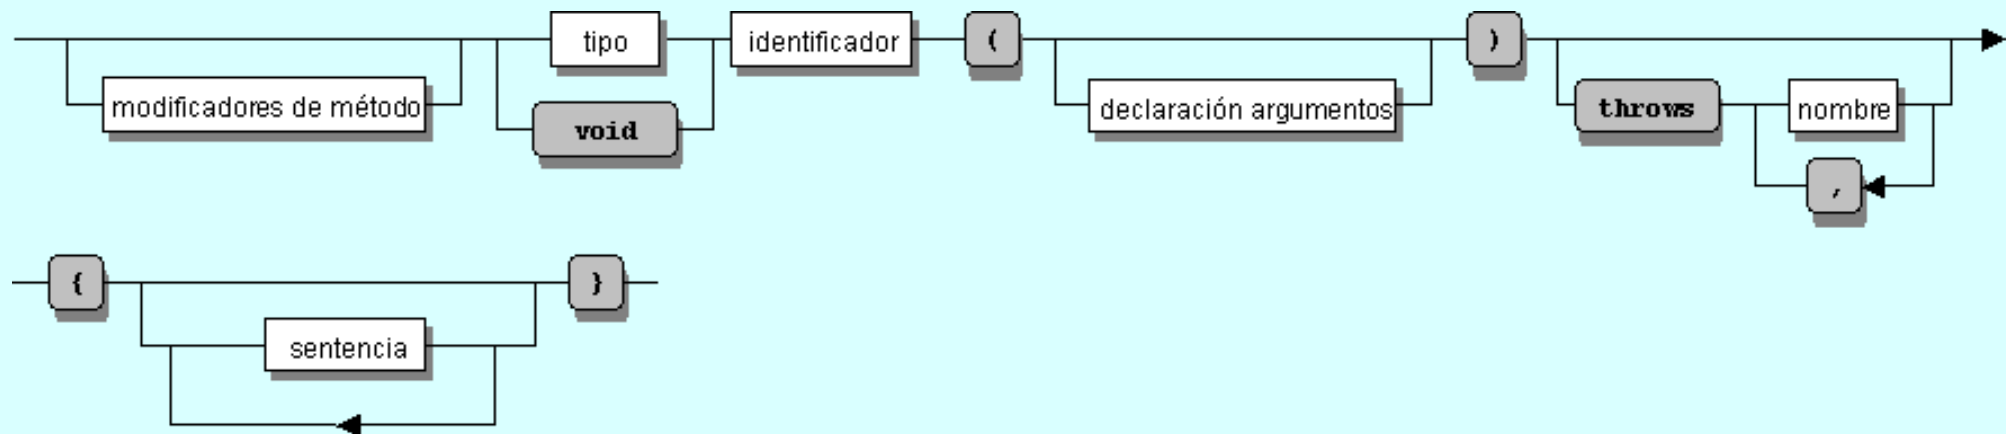 tipo identificador ( )
modificadores de método declaración argumentos throws nombre
void
,
{ }
sentencia